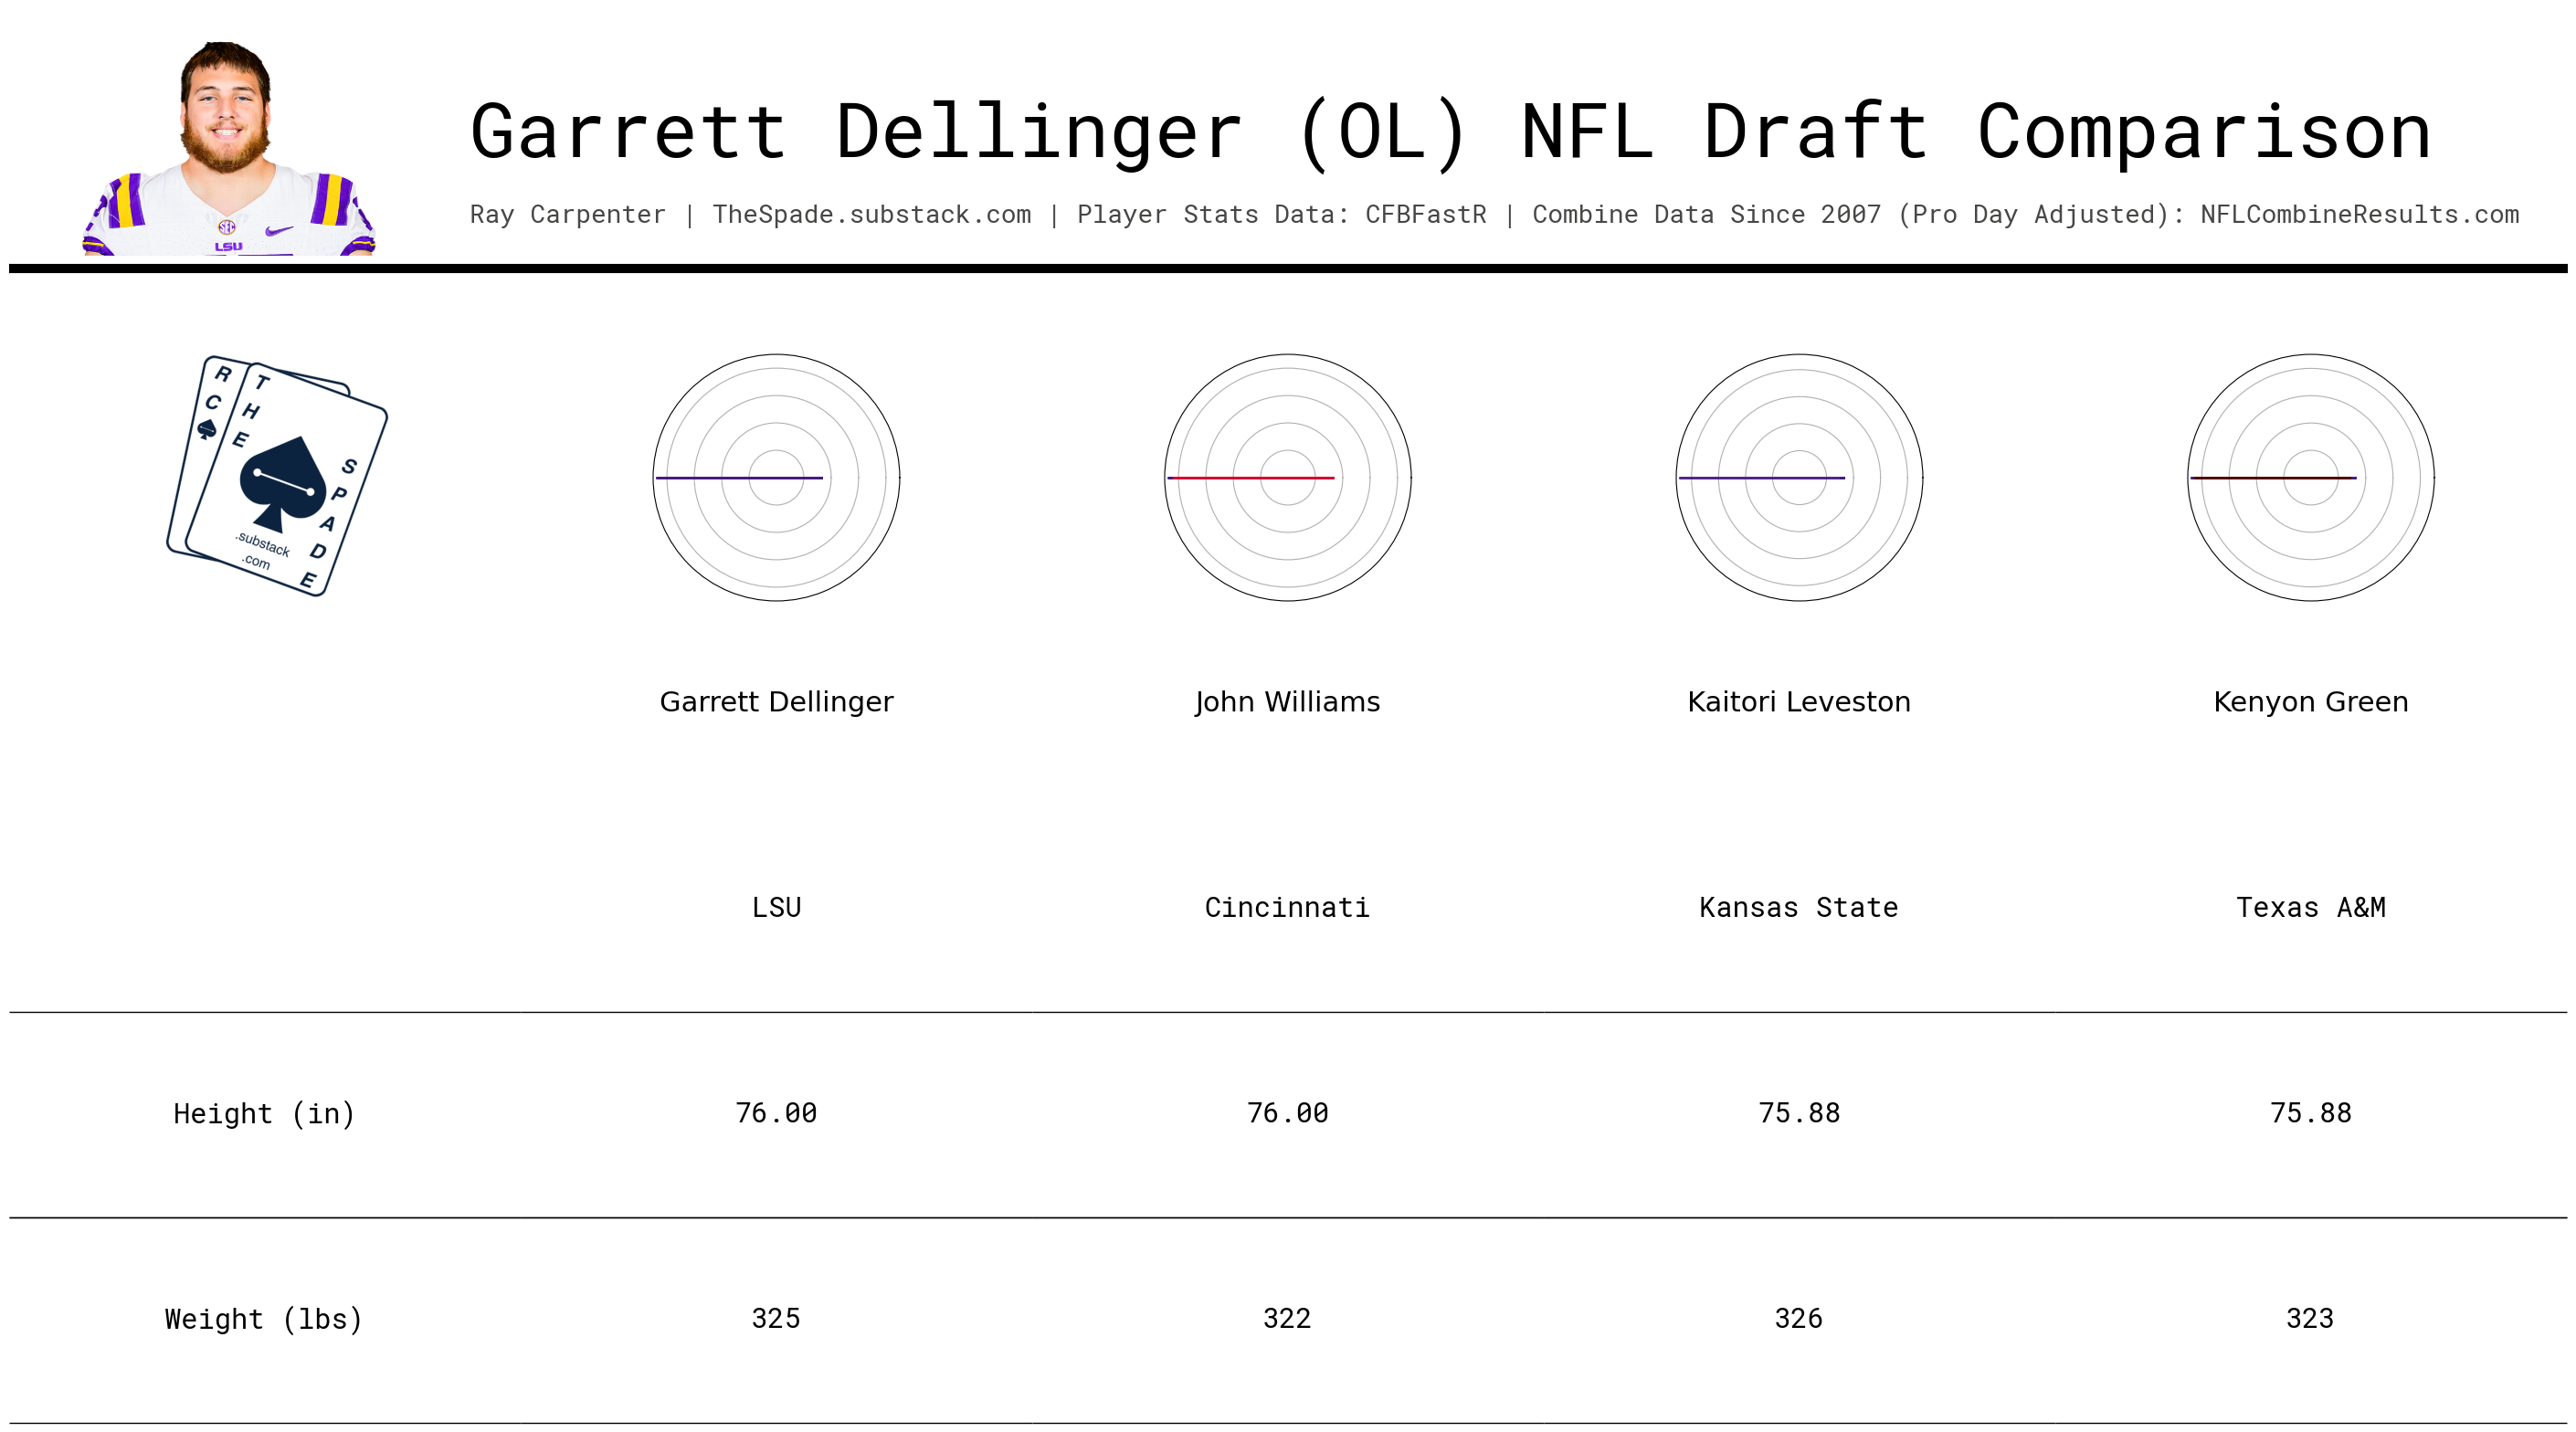 Garrett Dellinger (OL) NFL Draft Comparison
Ray Carpenter | TheSpade.substack.com | Player Stats Data: CFBFastR | Combine Data Since 2007 (Pro Day Adjusted): NFLCombineResults.com
SEC
LSU
R C
THE SPADE
.substack
.com
Garrett Dellinger John Williams Kaitori Leveston Kenyon Green
LSU Cincinnati Kansas State Texas A&M
Height (in) 76.00 76.00 75.88 75.88
Weight (lbs) 325 322 326 323